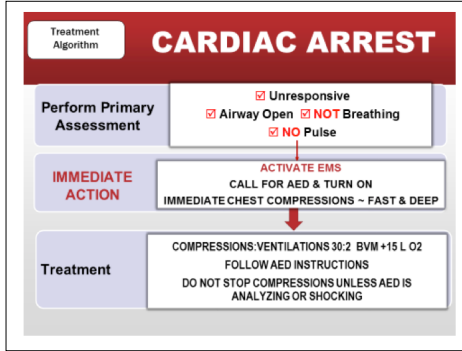 Treatment
Algorithm
CARDIAC ARREST
Perform Primary
Assessment
☑ Unresponsive
☑ Airway Open ☑ NOT Breathing
☑ NO Pulse
IMMEDIATE
ACTION
ACTIVATE EMS
CALL FOR AED & TURN ON
IMMEDIATE CHEST COMPRESSIONS ~ FAST & DEEP
Treatment
COMPRESSIONS:VENTILATIONS 30:2 BVM +15 L O2
FOLLOW AED INSTRUCTIONS
DO NOT STOP COMPRESSIONS UNLESS AED IS
ANALYZING OR SHOCKING